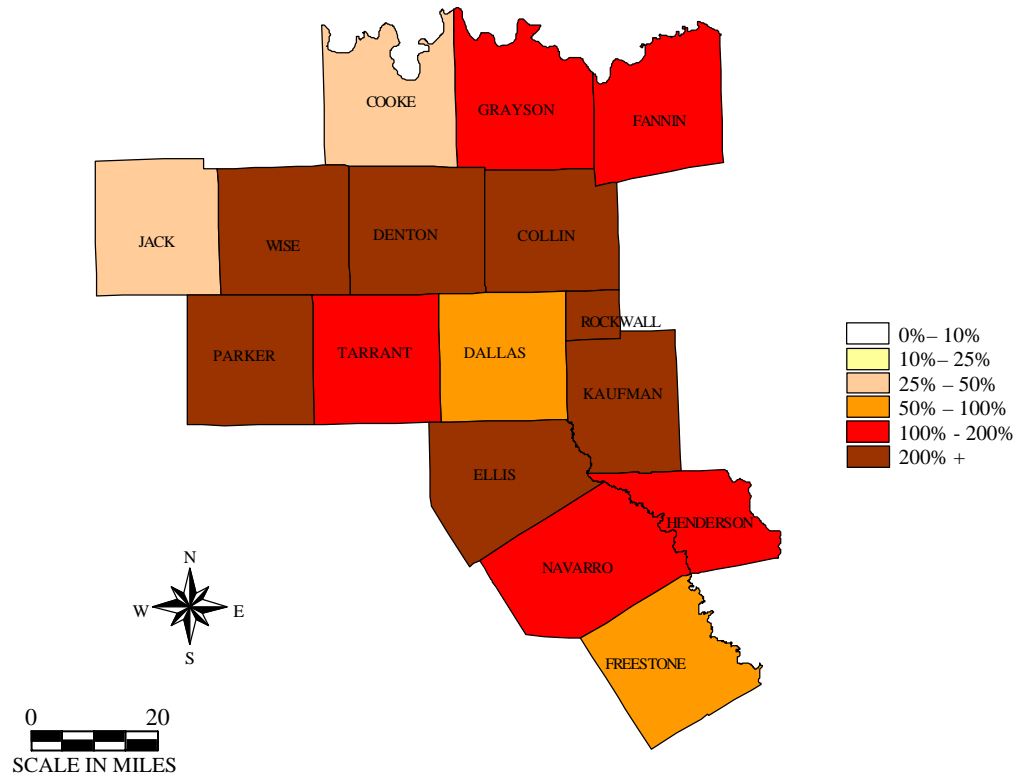 COOKE
GRAYSON
FANNIN
JACK
WISE
DENTON
COLLIN
ROCKWALL
PARKER
TARRANT
DALLAS
KAUFMAN
ELLIS
HENDERSON
NAVARRO
FREESTONE
0%– 10%
10%– 25%
25% – 50%
50% – 100%
100% - 200%
200% +
N
W
E
S
0 20
SCALE IN MILES